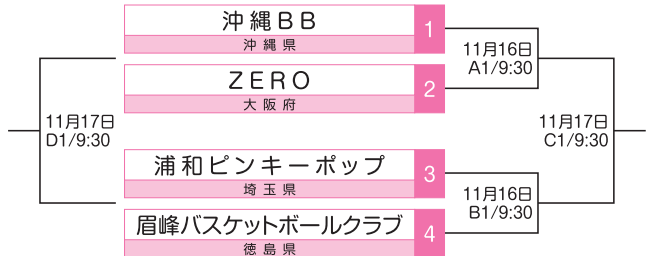 沖縄BB
沖縄県
1
ZERO
大阪府
2
11月16日
A1/9:30
11月17日
D1/9:30
11月17日
C1/9:30
浦和ピンキーポップ
埼玉県
3
眉峰バスケットボールクラブ
徳島県
4
11月16日
B1/9:30